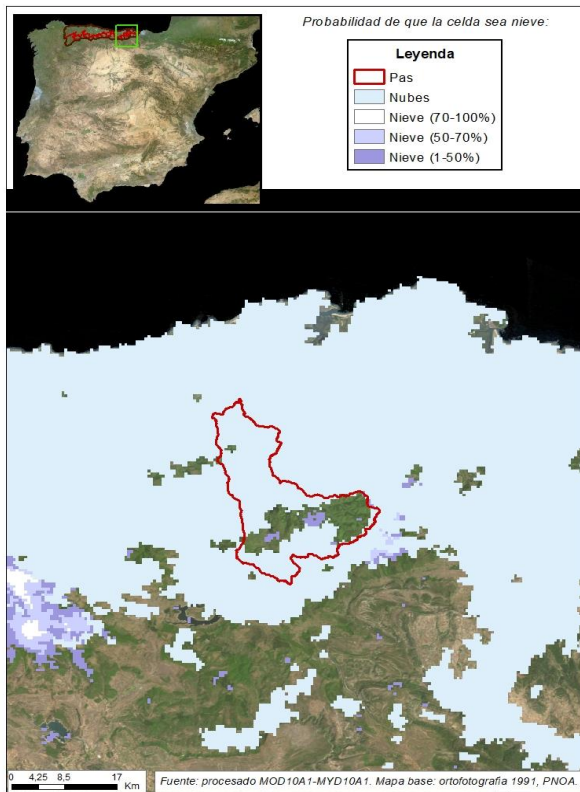 Probabilidad de que la celda sea nieve:
Leyenda
Pas
Nubes
Nieve (70-100%)
Nieve (50-70%)
Nieve (1-50%)
0 4,25 8,5 17
Km
Fuente: procesado MOD10A1-MYD10A1. Mapa base: ortofotografia 1991, PNOA.